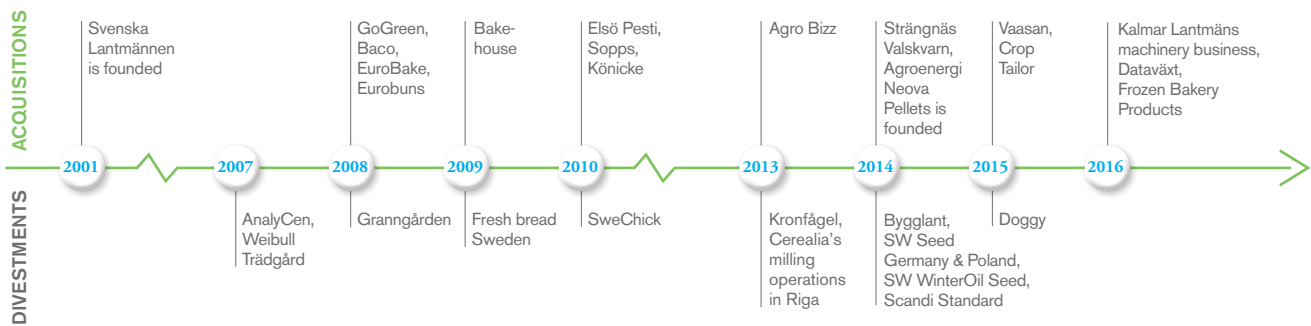 ACQUISITIONS
Svenska
Lantmännen
is founded
GoGreen,
Baco,
EuroBake,
Eurobuns
Bake-
house
Elsö Pesti,
Sopps,
Könicke
Agro Bizz
Strängnäs
Valskvarn,
Agroenergi
Neova
Pellets is
founded
Vaasan,
Crop
Tailor
Kalmar Lantmäns
machinery business,
Dataväxt,
Frozen Bakery
Products
2001
2007
2008
2009
2010
2013
2014
2015
2016
DIVESTMENTS
AnalyCen,
Weibull
Trädgård
Granngården
Fresh bread
Sweden
SweChick
Kronfågel,
Cerealia’s
milling
operations
in Riga
Bygglant,
SW Seed
Germany & Poland,
SW WinterOil Seed,
Scandi Standard
Doggy